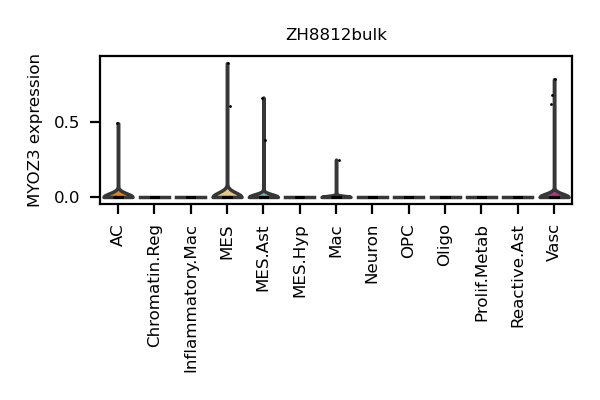 ZH8812bulk
MYOZ3 expression
0.5
0.0
AC
Chromatin.Reg
Inflammatory.Mac
MES
MES.Ast
MES.Hyp
Mac
Neuron
OPC
Oligo
Prolif.Metab
Reactive.Ast
Vasc